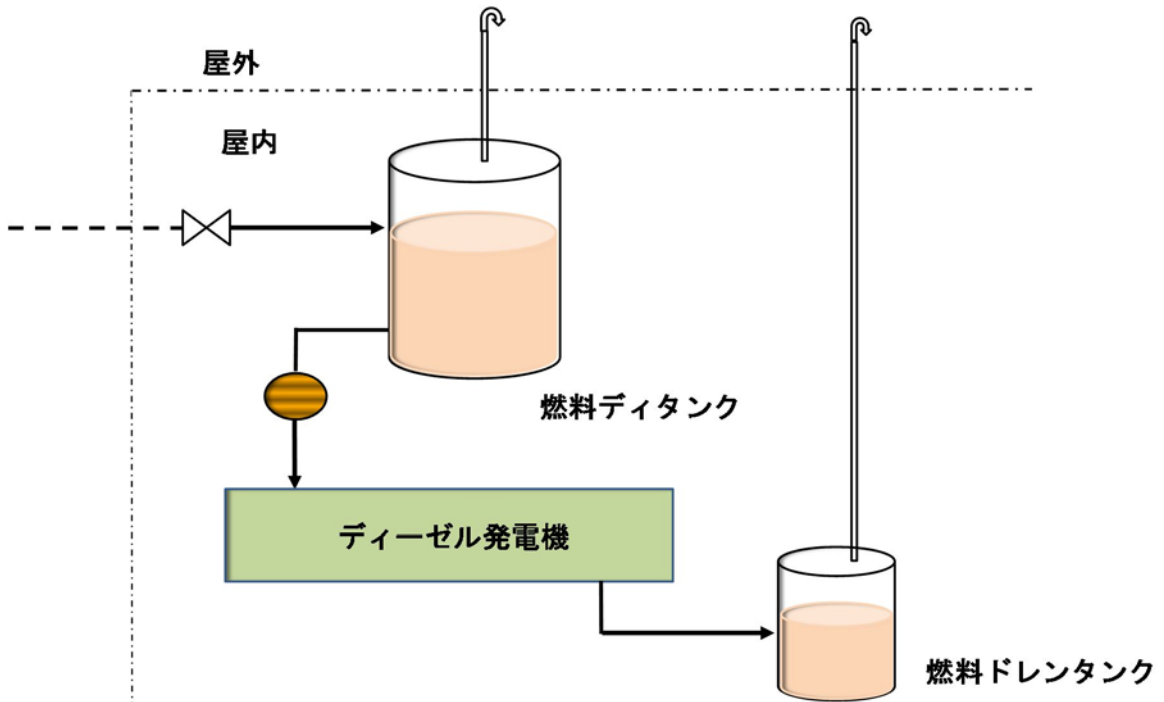 屋外
屋内
燃料ディタンク
ディーゼル発電機
燃料ドレンタンク